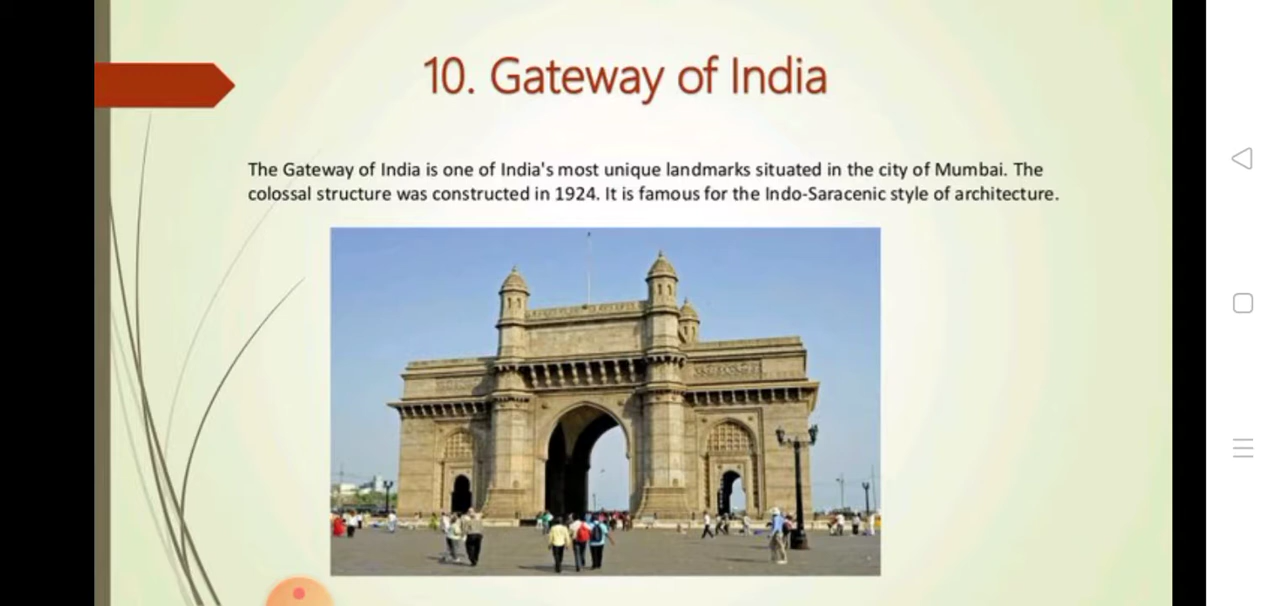 10. Gateway of India
The Gateway of India is one of India's most unique landmarks situated in the city of Mumbai. The
colossal structure was constructed in 1924. It is famous for the Indo-Saracenic style of architecture.